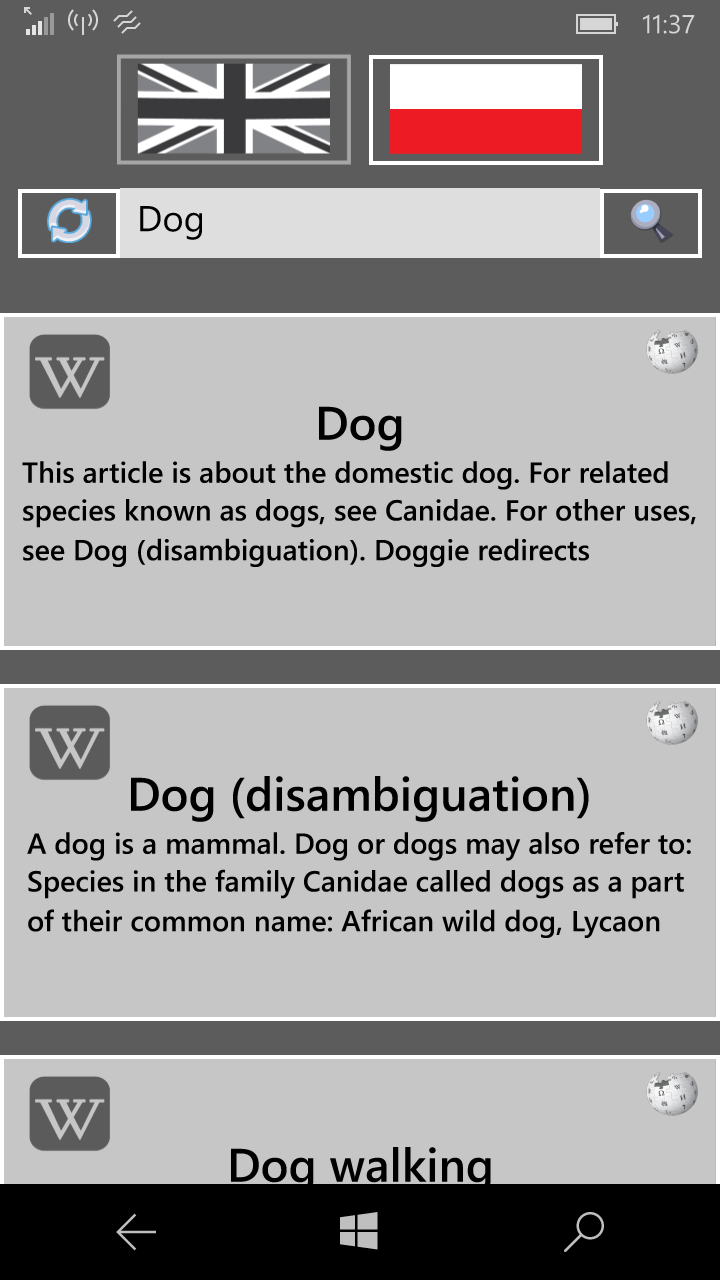 11:37
Dog
W
Dog
This article is about the domestic dog. For related
species known as dogs, see Canidae. For other uses,
see Dog (disambiguation). Doggie redirects
W
Dog (disambiguation)
A dog is a mammal. Dog or dogs may also refer to:
Species in the family Canidae called dogs as a part
of their common name: African wild dog, Lycaon
W
Dog walking